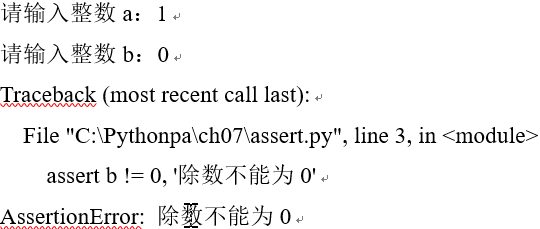 请输入整数 a：1
请输入整数 b：0
Traceback (most recent call last):
File "C:\Pythonpa\ch07\assert.py", line 3, in <module>
assert b != 0, '除数不能为 0'
AssertionError: 除数不能为 0